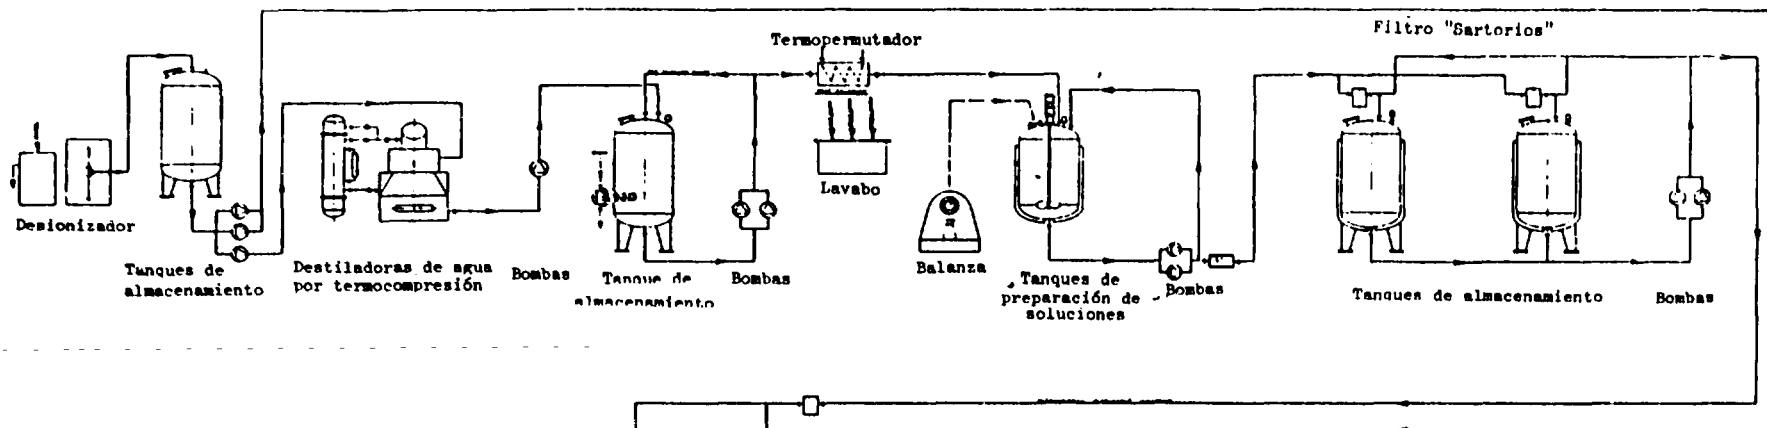 Filtro "Sartorios"
Termopermutador
Desionizador
Tanques de
almacenamiento
Destiladoras de agua
por termocompresión
Bombas
Tanque de
almacenamiento
Bombas
Lavabo
Balanza
Tanques de
preparación de
soluciones
Bombas
Tanques de almacenamiento
Bombas